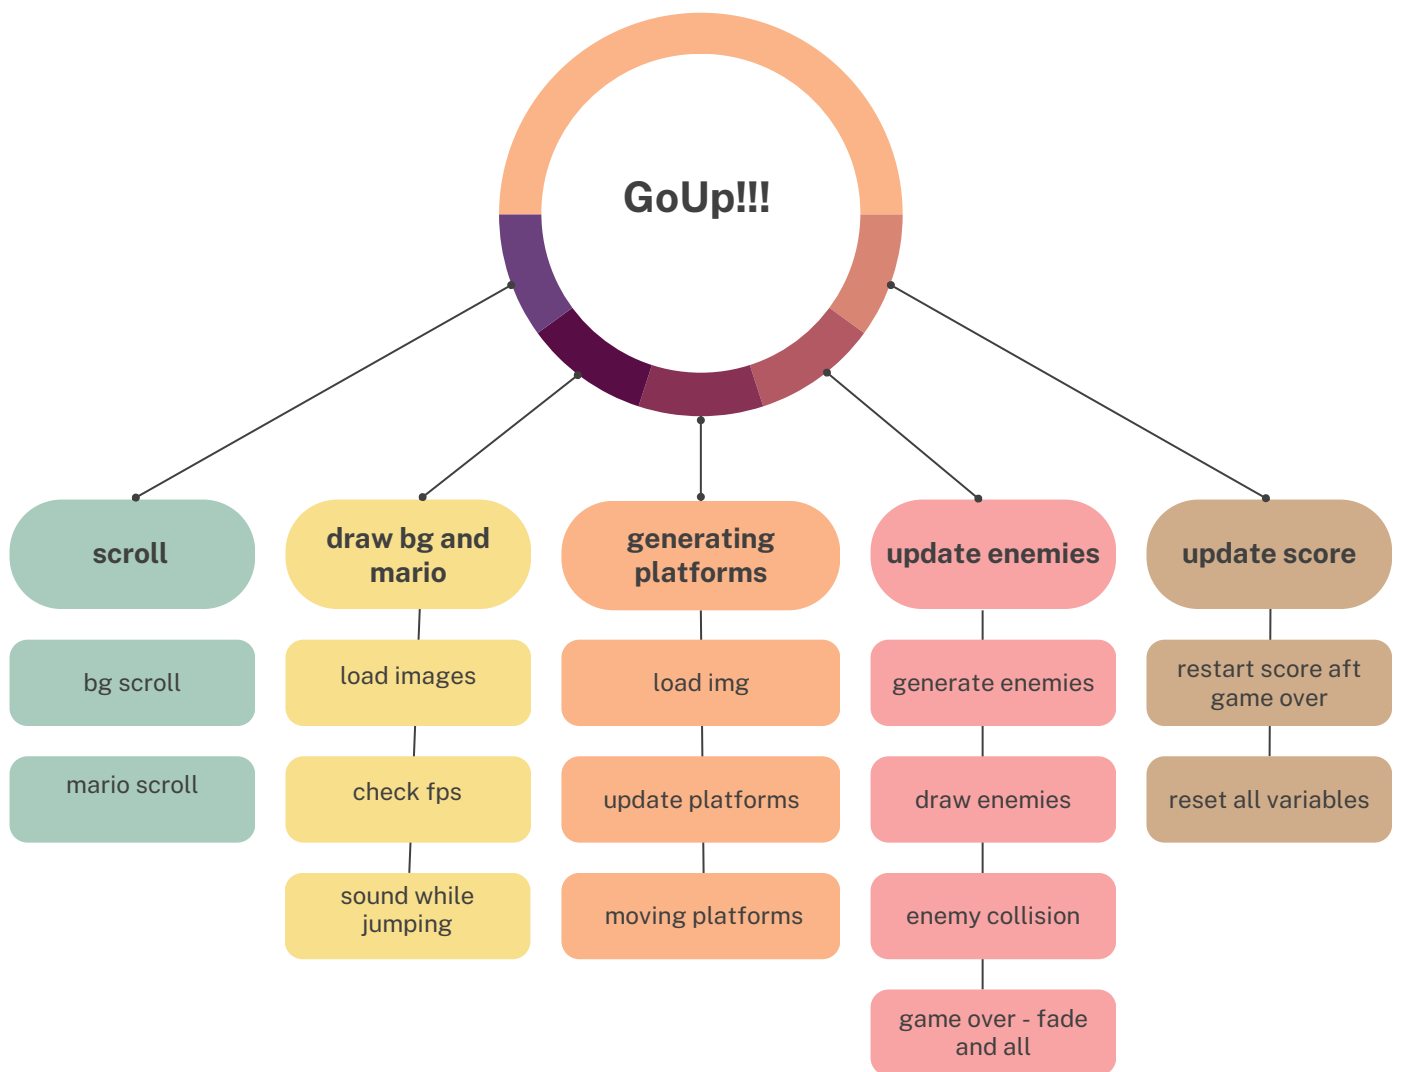 GoUp!!!
scroll
bg scroll
mario scroll
draw bg and
mario
load images
check fps
sound while
jumping
generating
platforms
load img
update platforms
moving platforms
update enemies
generate enemies
draw enemies
enemy collision
game over - fade
and all
update score
restart score aft
game over
reset all variables